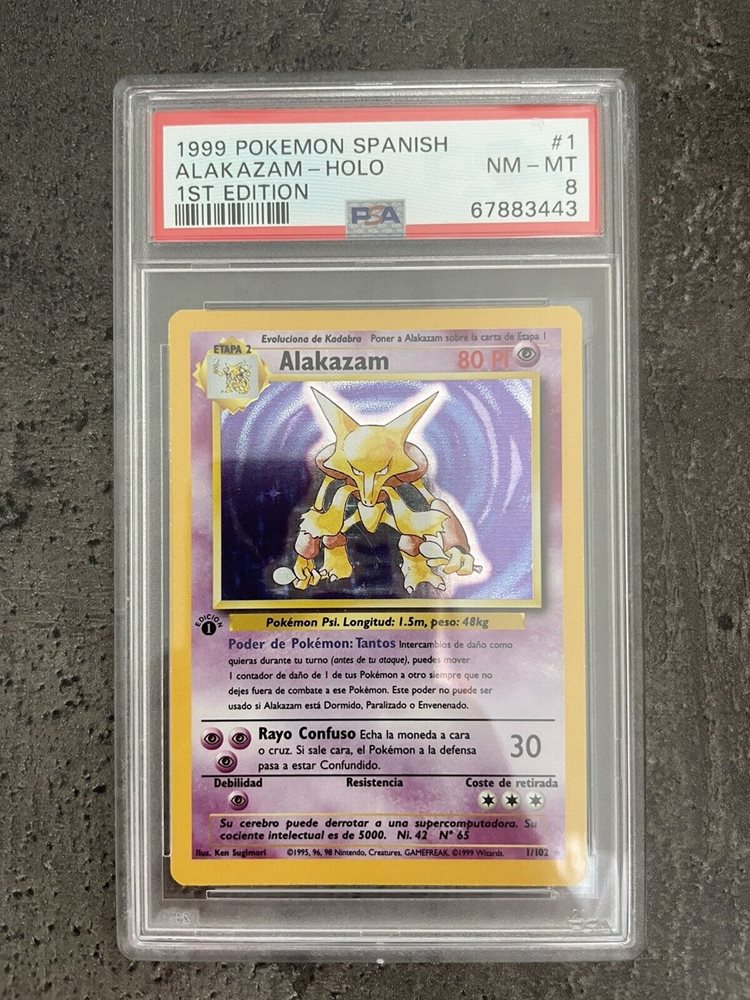 1999 POKEMON SPANISH #1
ALAKAZAM – HOLO NM – MT
1ST EDITION 8
PSA 67883443
Evoluciona de Kadabra Poner a Alakazam sobre la carta de Etapa 1
ETAPA 2
Alakazam 80 PI
EDICIÓN
1
Pokémon Psi. Longitud: 1.5m, peso: 48kg
Poder de Pokémon: Tantos Intercambios de daño como
quieras durante tu turno (antes de tu ataque), puedes mover
1 contador de daño de 1 de tus Pokémon a otro siempre que no
dejes fuera de combate a ese Pokémon. Este poder no puede ser
usado si Alakazam está Dormido, Paralizado o Envenenado.
Rayo Confuso Echa la moneda a cara
o cruz. Si sale cara, el Pokémon a la defensa
pasa a estar Confundido.
30
Debilidad Resistencia Coste de retirada
Su cerebro puede derrotar a una supercomputadora. Su
cociente intelectual es de 5000. Ni. 42 Nº 65
Ilus. Ken Sugimori ©1995, 96, 98 Nintendo, Creatures, GAMEFREAK. ©1999 Wizards. 1/102